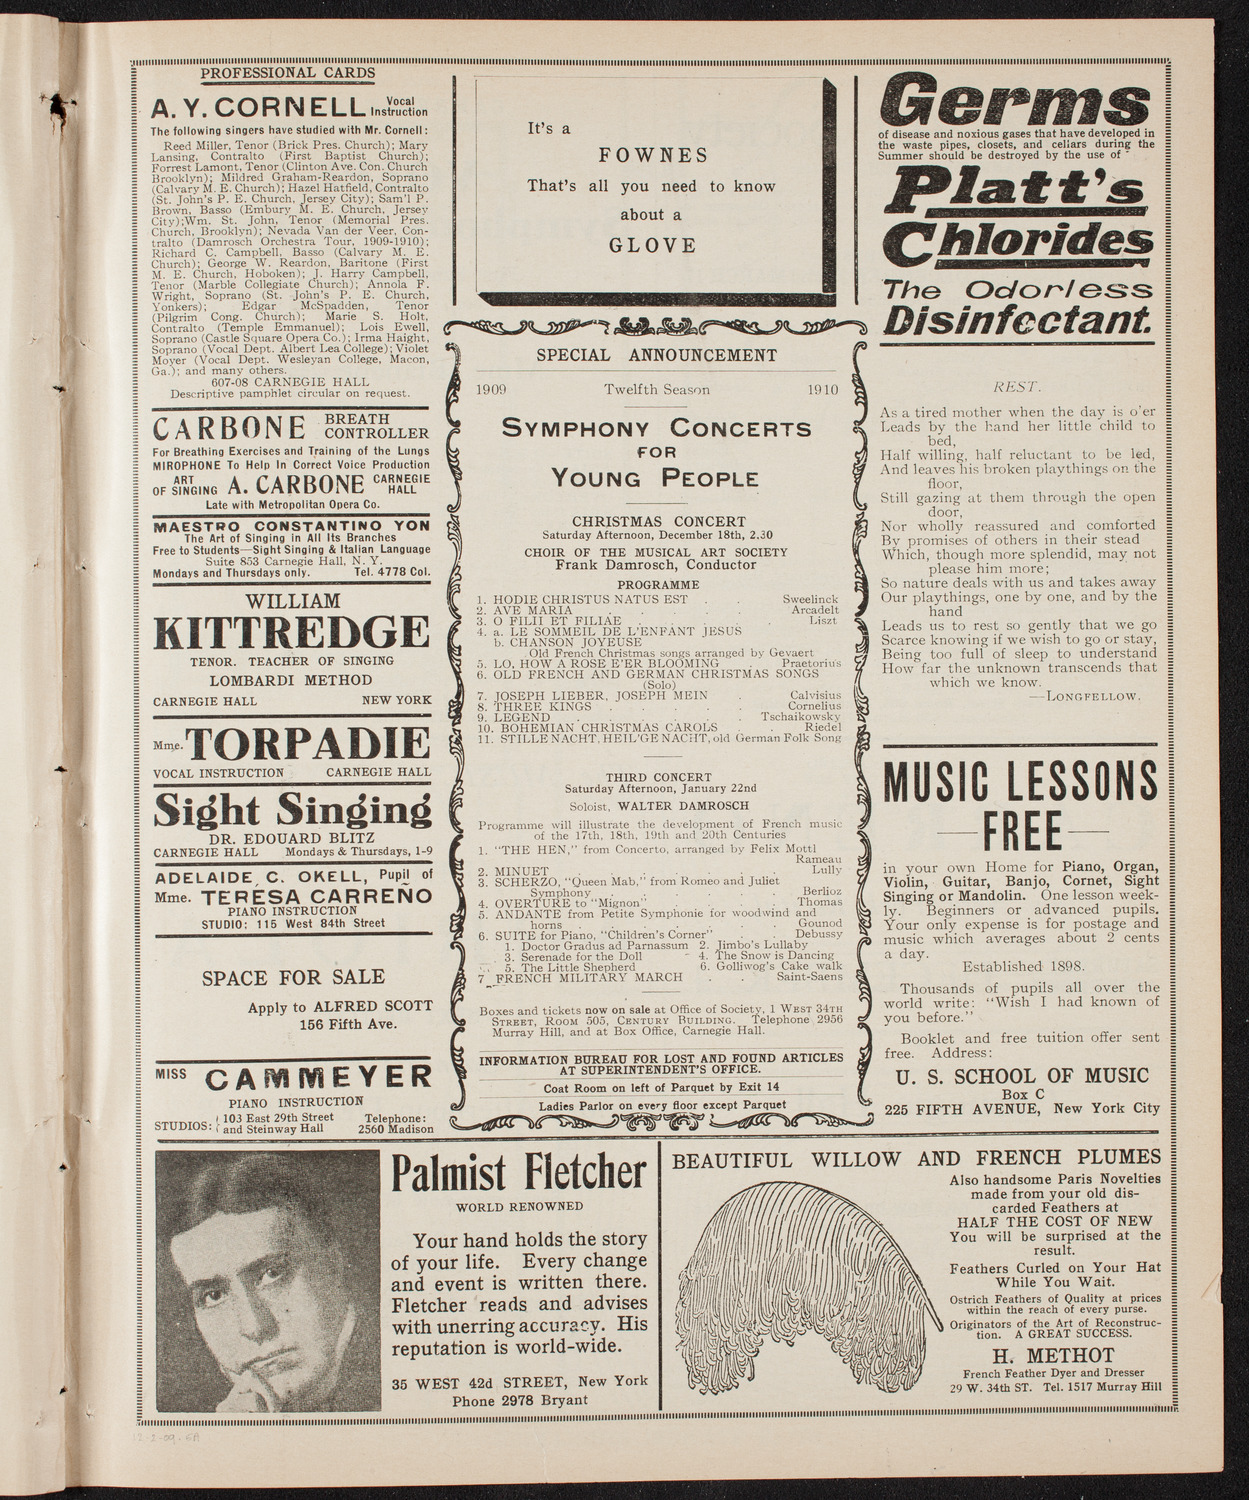 PROFESSIONAL CARDS
A. Y. CORNELL Vocal Instruction
The following singers have studied with Mr. Cornell:
Reed Miller, Tenor (Brick Pres. Church); Mary
Lansing, Contralto (First Baptist Church);
Forrest Lamont, Tenor (Clinton Ave. Con. Church
Brooklyn); Mildred Graham-Reardon, Soprano
(Calvary M. E. Church); Hazel Hatfield, Contralto
(St. John's P. E. Church, Jersey City); Sam'l P.
Brown, Basso (Embury M. E. Church, Jersey
City); Wm. St. John, Tenor (Memorial Pres.
Church, Brooklyn); Nevada Van der Veer, Con-
tralto (Damrosch Orchestra Tour, 1909-1910);
Richard C. Campbell, Basso (Calvary M. E.
Church); George W. Reardon, Baritone (First
M. E. Church, Hoboken); J. Harry Campbell,
Tenor (Marble Collegiate Church); Annola F.
Wright, Soprano (St. John's P. E. Church,
Yonkers); Edgar McSpadden, Tenor
(Pilgrim Cong. Church); Marie S. Holt,
Contralto (Temple Emmanuel); Lois Ewell,
Soprano (Castle Square Opera Co.); Irma Haight,
Soprano (Vocal Dept. Albert Lea College); Violet
Moyer (Vocal Dept. Wesleyan College, Macon,
Ga.); and many others.
607-08 CARNEGIE HALL
Descriptive pamphlet circular on request.
CARBONE BREATH CONTROLLER
For Breathing Exercises and Training of the Lungs
MIROPHONE To Help In Correct Voice Production
ART OF SINGING A. CARBONE CARNEGIE HALL
Late with Metropolitan Opera Co.
MAESTRO CONSTANTINO YON
The Art of Singing in All Its Branches
Free to Students—Sight Singing & Italian Language
Suite 853 Carnegie Hall, N. Y.
Mondays and Thursdays only. Tel. 4778 Col.
WILLIAM
KITTREDGE
TENOR. TEACHER OF SINGING
LOMBARDI METHOD
CARNEGIE HALL NEW YORK
Mme. TORPADIE
VOCAL INSTRUCTION CARNEGIE HALL
Sight Singing
DR. EDOUARD BLITZ
CARNEGIE HALL Mondays & Thursdays, 1-9
ADELAIDE C. OKELL, Pupil of
Mme. TERESA CARREÑO
PIANO INSTRUCTION
STUDIO: 115 West 84th Street
SPACE FOR SALE
Apply to ALFRED SCOTT
156 Fifth Ave.
MISS CAMMEYER
PIANO INSTRUCTION
STUDIOS: 103 East 29th Street Telephone:
and Steinway Hall 2560 Madison
It's a
FOWNES
That's all you need to know
about a
GLOVE
SPECIAL ANNOUNCEMENT
1909 Twelfth Season 1910
SYMPHONY CONCERTS
FOR
YOUNG PEOPLE
CHRISTMAS CONCERT
Saturday Afternoon, December 18th, 2.30
CHOIR OF THE MUSICAL ART SOCIETY
Frank Damrosch, Conductor
PROGRAMME
1. HODIE CHRISTUS NATUS EST . . Sweelinck
2. AVE MARIA . . . . . Arcadelt
3. O FILII ET FILIAE . . . . Liszt
4. a. LE SOMMEIL DE L'ENFANT JESUS
b. CHANSON JOYEUSE
Old French Christmas songs arranged by Gevaert
5. LO, HOW A ROSE E'ER BLOOMING . Praetorius
6. OLD FRENCH AND GERMAN CHRISTMAS SONGS
(Solo)
7. JOSEPH LIEBER, JOSEPH MEIN . Calvisius
8. THREE KINGS . . . . . Cornelius
9. LEGEND . . . . . Tschaikowsky
10. BOHEMIAN CHRISTMAS CAROLS . . Riedel
11. STILLE NACHT, HEIL'GE NACHT, old German Folk Song
THIRD CONCERT
Saturday Afternoon, January 22nd
Soloist, WALTER DAMROSCH
Programme will illustrate the development of French music
of the 17th, 18th, 19th and 20th Centuries
1. "THE HEN," from Concerto, arranged by Felix Mottl
Rameau
2. MINUET . . . . . Lully
3. SCHERZO, "Queen Mab," from Romeo and Juliet
Symphony . . . . . Berlioz
4. OVERTURE to "Mignon" . . . . Thomas
5. ANDANTE from Petite Symphonie for woodwind and
horns . . . . . Gounod
6. SUITE for Piano, "Children's Corner" . . Debussy
1. Doctor Gradus ad Parnassum 2. Jimbo's Lullaby
3. Serenade for the Doll 4. The Snow is Dancing
5. The Little Shepherd 6. Golliwog's Cake walk
7 FRENCH MILITARY MARCH . . Saint-Saens
Boxes and tickets now on sale at Office of Society, 1 WEST 34TH
STREET, ROOM 505, CENTURY BUILDING. Telephone 2956
Murray Hill, and at Box Office, Carnegie Hall.
INFORMATION BUREAU FOR LOST AND FOUND ARTICLES
AT SUPERINTENDENT'S OFFICE.
Coat Room on left of Parquet by Exit 14
Ladies Parlor on every floor except Parquet
Germs
of disease and noxious gases that have developed in
the waste pipes, closets, and cellars during the
Summer should be destroyed by the use of
Platt's
Chlorides
The Odorless
Disinfectant.
REST.
As a tired mother when the day is o'er
Leads by the hand her little child to
bed,
Half willing, half reluctant to be led,
And leaves his broken playthings on the
floor,
Still gazing at them through the open
door,
Nor wholly reassured and comforted
By promises of others in their stead
Which, though more splendid, may not
please him more;
So nature deals with us and takes away
Our playthings, one by one, and by the
hand
Leads us to rest so gently that we go
Scarce knowing if we wish to go or stay,
Being too full of sleep to understand
How far the unknown transcends that
which we know.
—LONGFELLOW.
MUSIC LESSONS
FREE
in your own Home for Piano, Organ,
Violin, Guitar, Banjo, Cornet, Sight
Singing or Mandolin. One lesson week-
ly. Beginners or advanced pupils.
Your only expense is for postage and
music which averages about 2 cents
a day.
Established 1898.
Thousands of pupils all over the
world write: "Wish I had known of
you before."
Booklet and free tuition offer sent
free. Address:
U. S. SCHOOL OF MUSIC
Box C
225 FIFTH AVENUE, New York City
Palmist Fletcher
WORLD RENOWNED
Your hand holds the story
of your life. Every change
and event is written there.
Fletcher reads and advises
with unerring accuracy. His
reputation is world-wide.
35 WEST 42d STREET, New York
Phone 2978 Bryant
BEAUTIFUL WILLOW AND FRENCH PLUMES
Also handsome Paris Novelties
made from your old dis-
carded Feathers at
HALF THE COST OF NEW
You will be surprised at the
result.
Feathers Curled on Your Hat
While You Wait.
Ostrich Feathers of Quality at prices
within the reach of every purse.
Originators of the Art of Reconstruc-
tion. A GREAT SUCCESS.
H. METHOT
French Feather Dyer and Dresser
29 W. 34th ST. Tel. 1517 Murray Hill